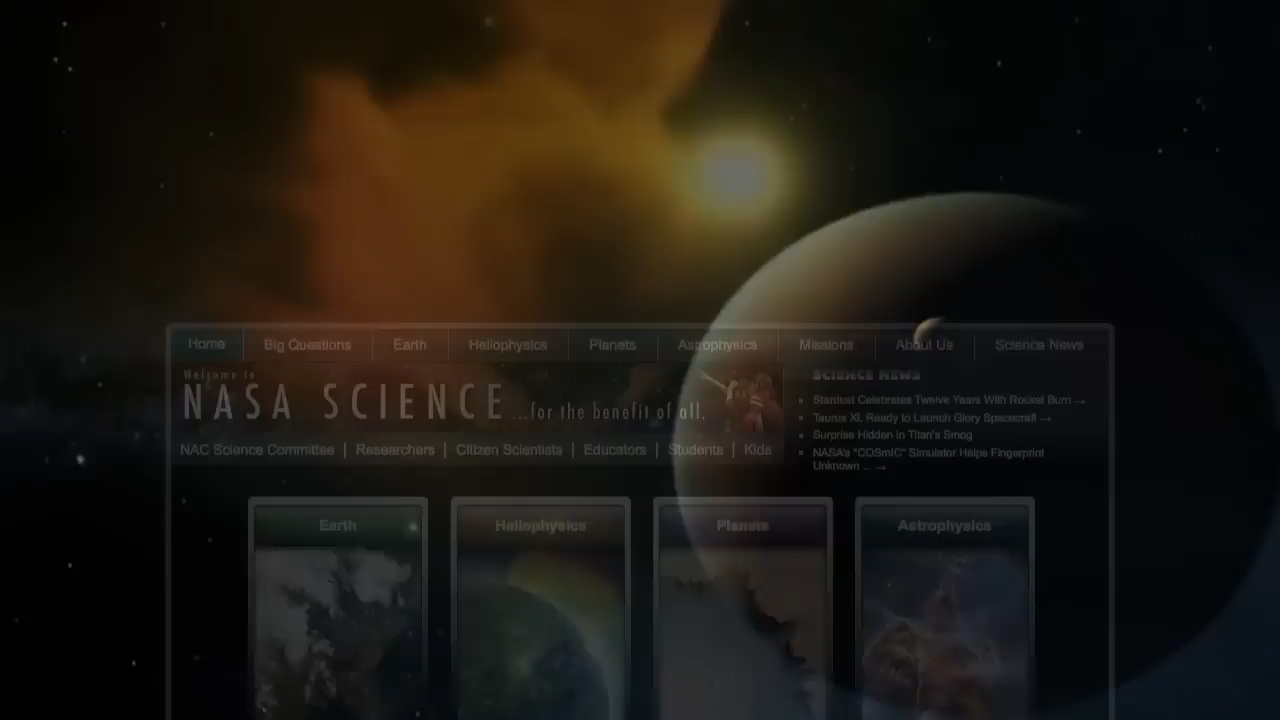 Home Big Questions Earth Heliophysics Planets Astrophysics Missions About Us Science News
Welcome to
NASA SCIENCE ...for the benefit of all.
NAC Science Committee | Researchers | Citizen Scientists | Educators | Students | Kids
SCIENCE NEWS
Stardust Celebrates Twelve Years With Rocket Burn →
Taurus XL Ready to Launch Glory Spacecraft →
Surprise Hidden in Titan's Smog
NASA's "COSmIC" Simulator Helps Fingerprint
Unknown ... →
Earth Heliophysics Planets Astrophysics